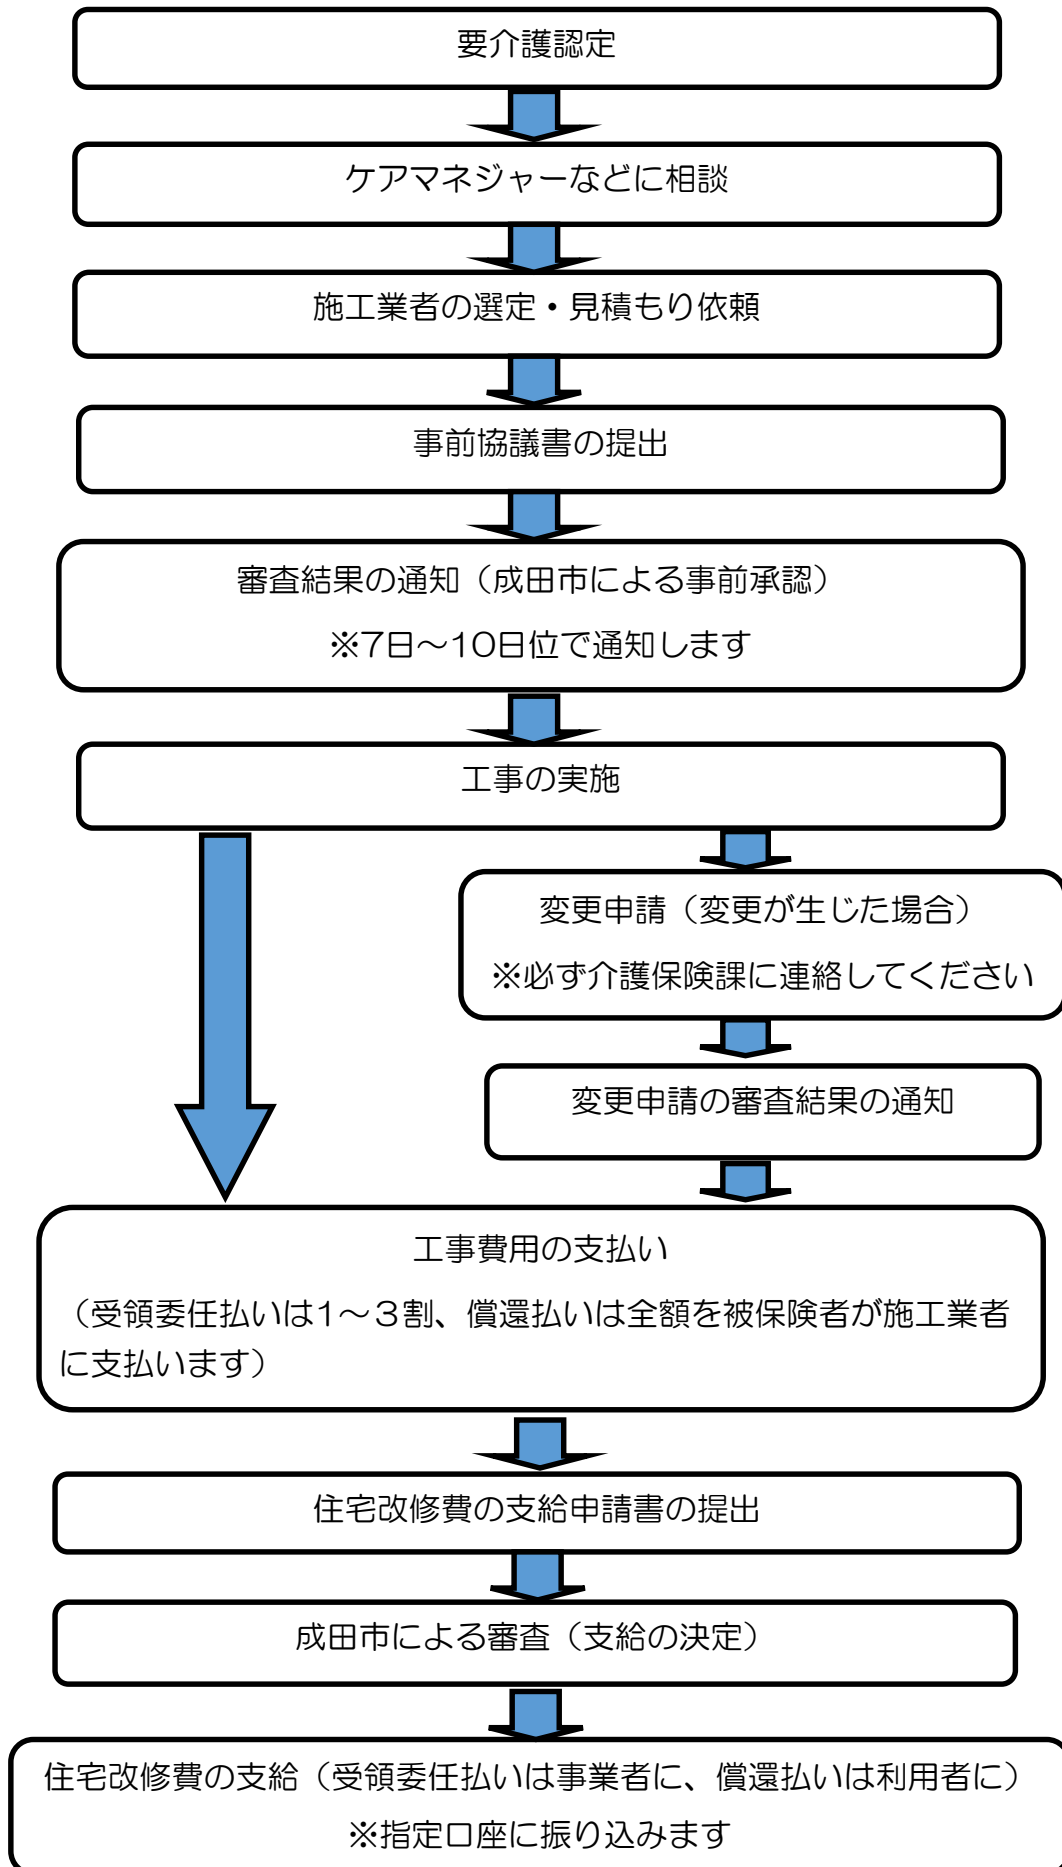 要介護認定
ケアマネジャーなどに相談
施工業者の選定・見積もり依頼
事前協議書の提出
審査結果の通知（成田市による事前承認）
※7日～10日位で通知します
工事の実施
変更申請（変更が生じた場合）
※必ず介護保険課に連絡してください
変更申請の審査結果の通知
工事費用の支払い
（受領委任払いは1～３割、償還払いは全額を被保険者が施工業者
に支払います）
住宅改修費の支給申請書の提出
成田市による審査（支給の決定）
住宅改修費の支給（受領委任払いは事業者に、償還払いは利用者に）
※指定口座に振り込みます